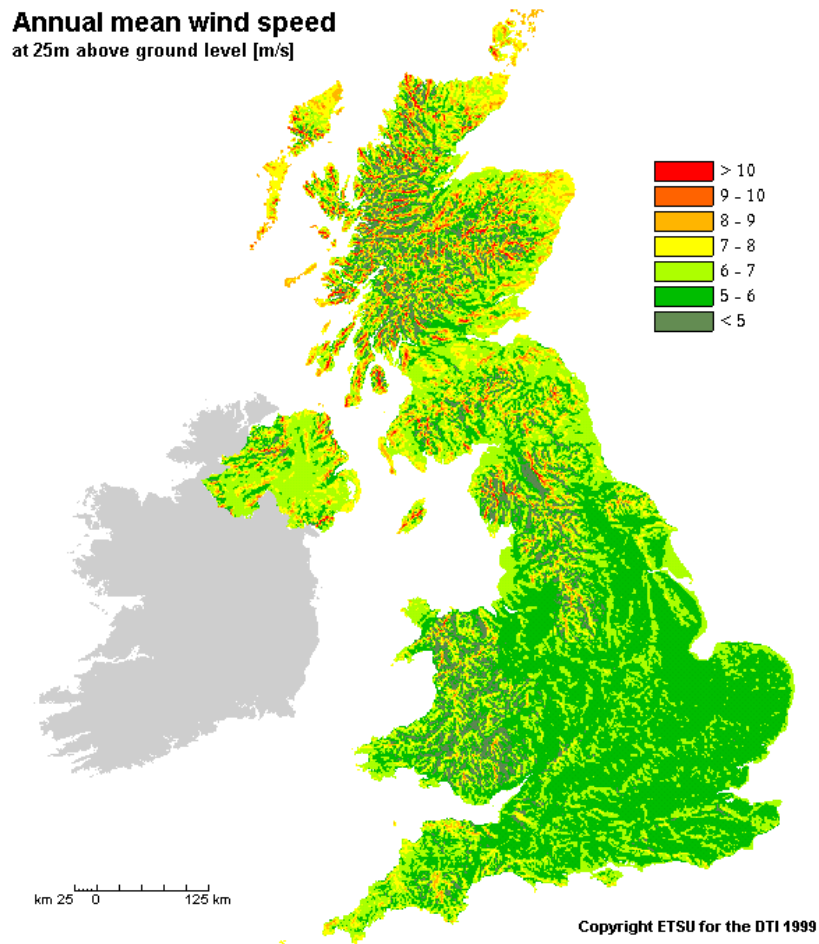 Annual mean wind speed
at 25m above ground level [m/s]
> 10
9 - 10
8 - 9
7 - 8
6 - 7
5 - 6
< 5
km 25 0 125 km
Copyright ETSU for the DTI 1999